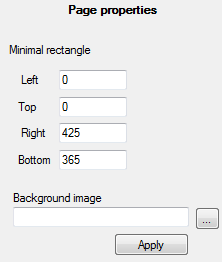 Page properties
Minimal rectangle
Left 0
Top 0
Right 425
Bottom 365
Background image
...
Apply